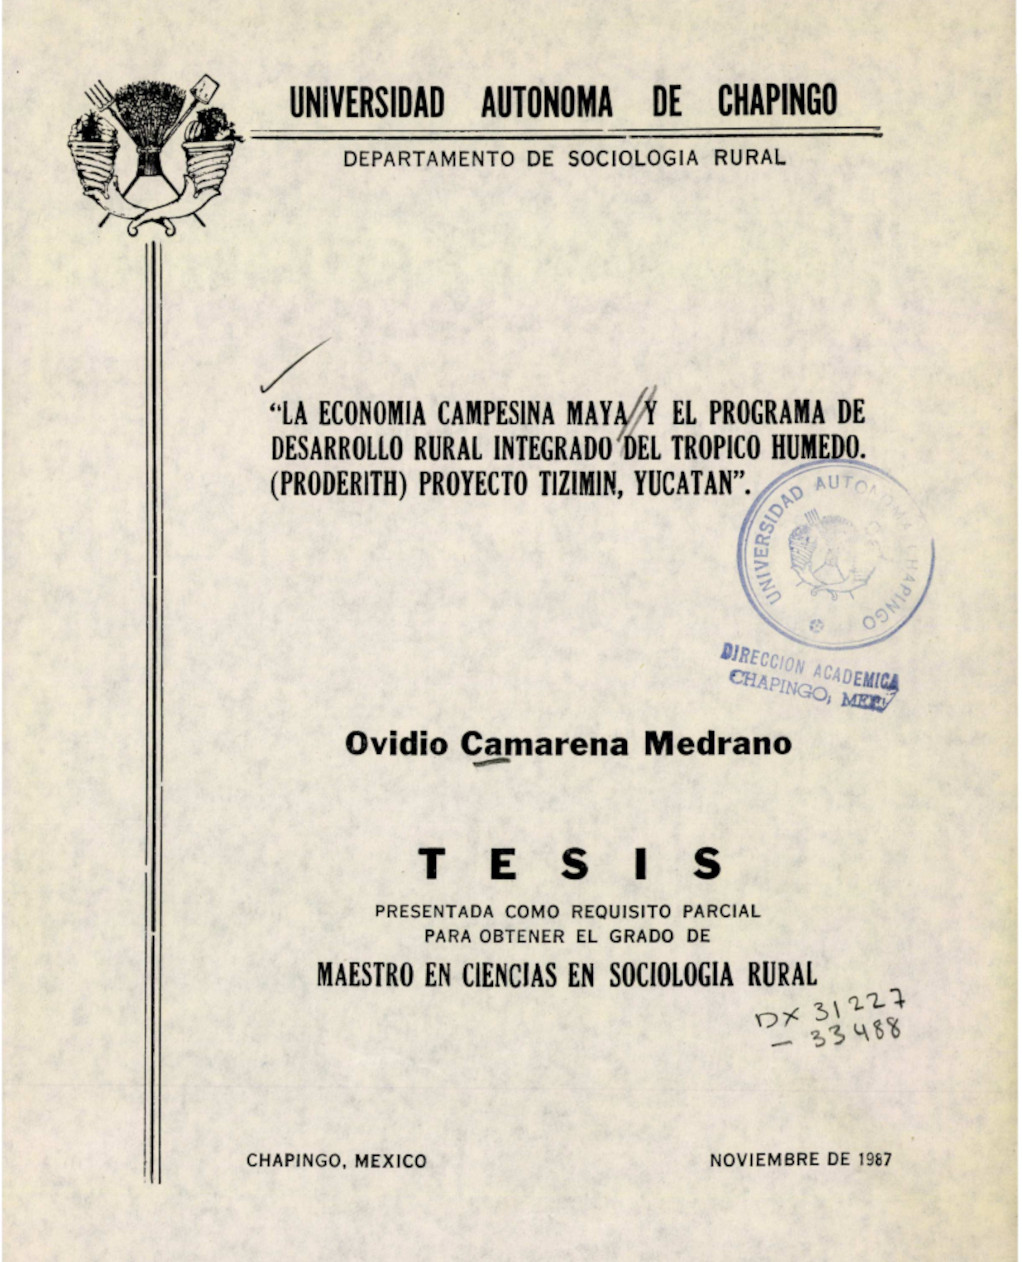 UNIVERSIDAD AUTONOMA DE CHAPINGO
DEPARTAMENTO DE SOCIOLOGIA RURAL
“LA ECONOMIA CAMPESINA MAYA Y EL PROGRAMA DE
DESARROLLO RURAL INTEGRADO DEL TROPICO HUMEDO.
(PRODERITH) PROYECTO TIZIMIN, YUCATAN”.
UNIVERSIDAD AUTONOMA CHAPINGO
DIRECCION ACADEMICA
CHAPINGO, MEX.
Ovidio Camarena Medrano
TESIS
PRESENTADA COMO REQUISITO PARCIAL
PARA OBTENER EL GRADO DE
MAESTRO EN CIENCIAS EN SOCIOLOGIA RURAL
DX 31227
- 33488
CHAPINGO, MEXICO NOVIEMBRE DE 1987